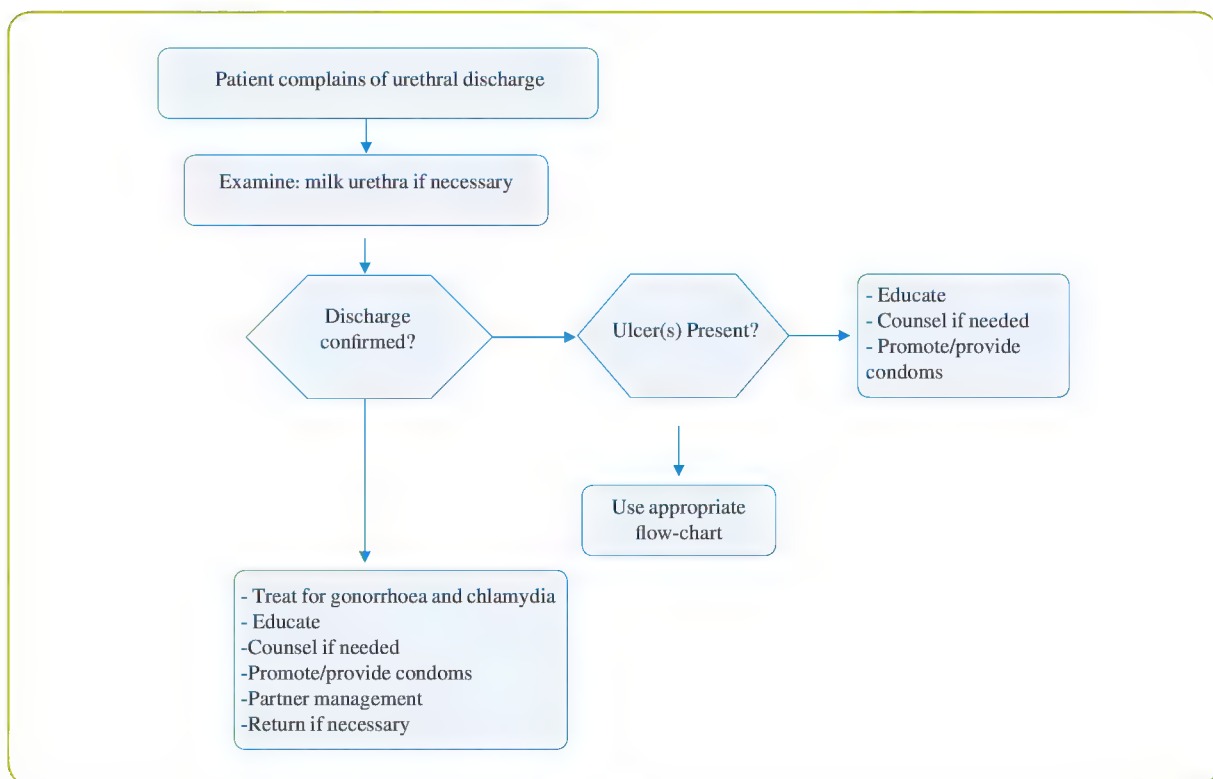 Patient complains of urethral discharge
Examine: milk urethra if necessary
Discharge
confirmed?
Ulcer(s) Present?
- Educate
- Counsel if needed
- Promote/provide
condoms
Use appropriate
flow-chart
- Treat for gonorrhoea and chlamydia
- Educate
-Counsel if needed
-Promote/provide condoms
-Partner management
-Return if necessary